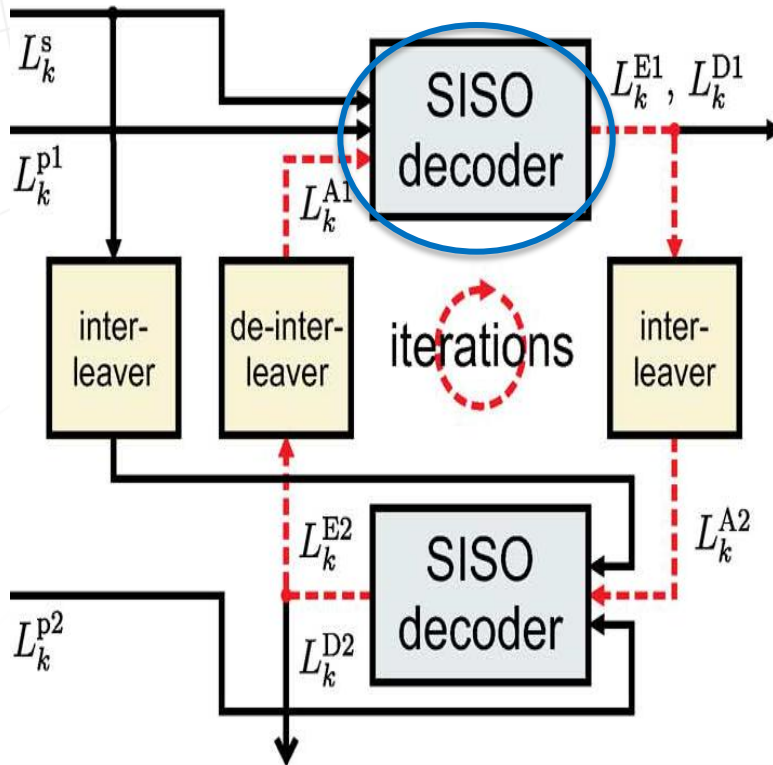 L_k^s
SISO
decoder
L_k^{E1}, L_k^{D1}
L_k^{p1}
L_k^{A1}
inter-
leaver
de-inter-
leaver
iterations
inter-
leaver
L_k^{E2}
SISO
decoder
L_k^{A2}
L_k^{p2}
L_k^{D2}